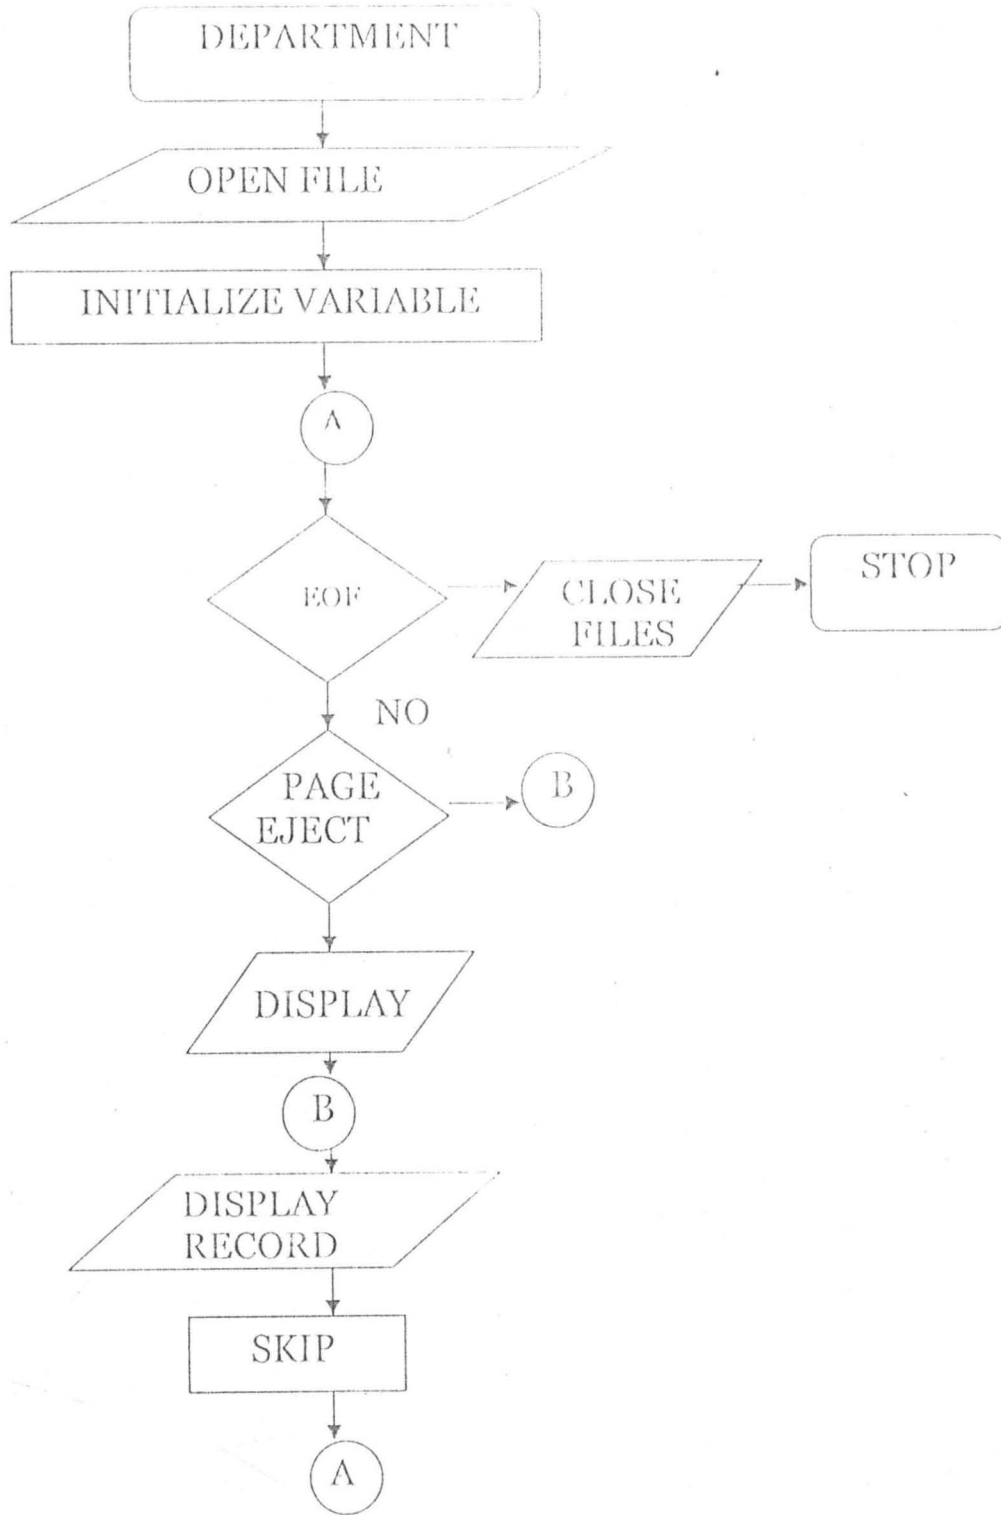 DEPARTMENT
OPEN FILE
INITIALIZE VARIABLE
A
EOF
CLOSE
FILES
STOP
NO
PAGE
EJECT
B
DISPLAY
B
DISPLAY
RECORD
SKIP
A